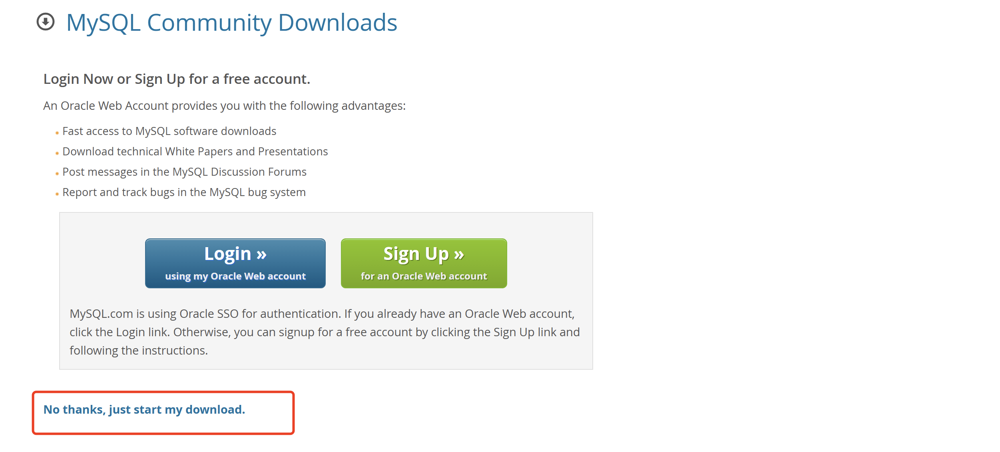 MySQL Community Downloads
Login Now or Sign Up for a free account.
An Oracle Web Account provides you with the following advantages:
Fast access to MySQL software downloads
Download technical White Papers and Presentations
Post messages in the MySQL Discussion Forums
Report and track bugs in the MySQL bug system
Login »
using my Oracle Web account
Sign Up »
for an Oracle Web account
MySQL.com is using Oracle SSO for authentication. If you already have an Oracle Web account,
click the Login link. Otherwise, you can signup for a free account by clicking the Sign Up link and
following the instructions.
No thanks, just start my download.